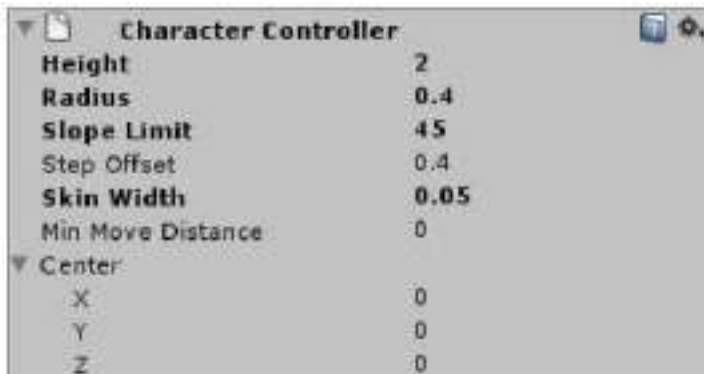 Character Controller
Height 2
Radius 0.4
Slope Limit 45
Step Offset 0.4
Skin Width 0.05
Min Move Distance 0
Center
X 0
Y 0
Z 0